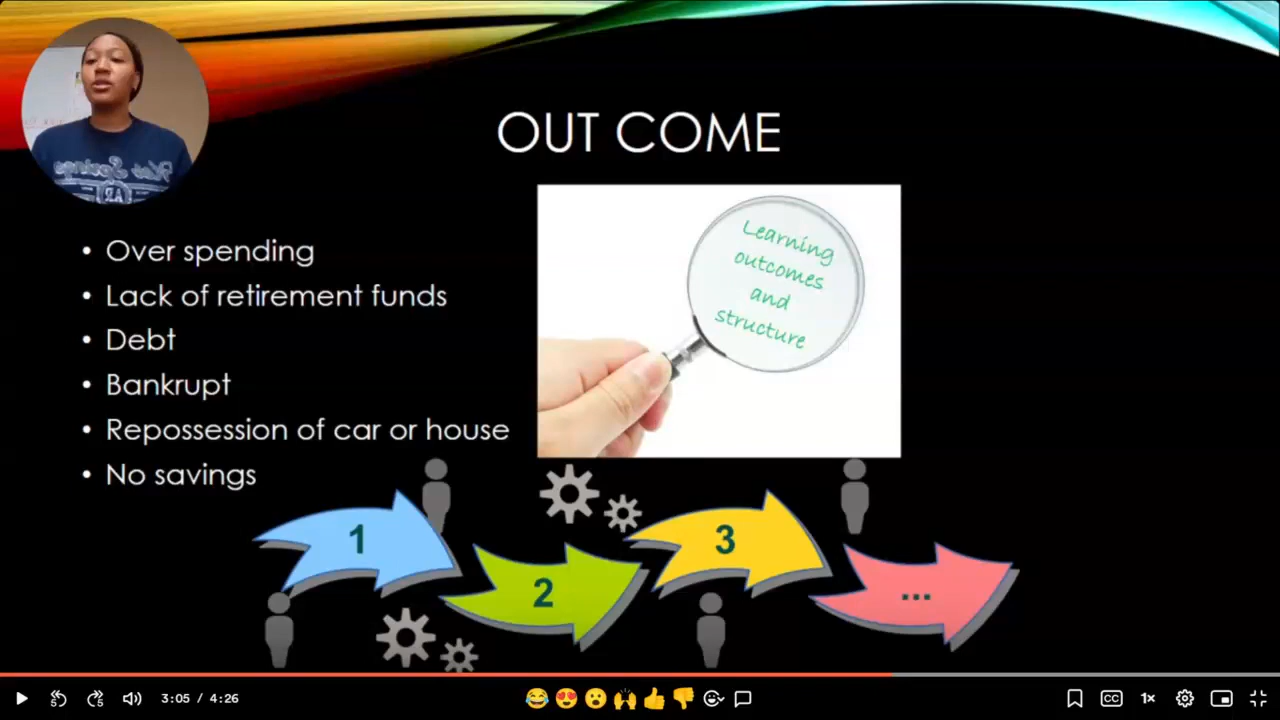 OUT COME
• Over spending
• Lack of retirement funds
• Debt
• Bankrupt
• Repossession of car or house
• No savings
Learning
outcomes
and
structure
1
2
3
...
3:05 / 4:26
CC
1x